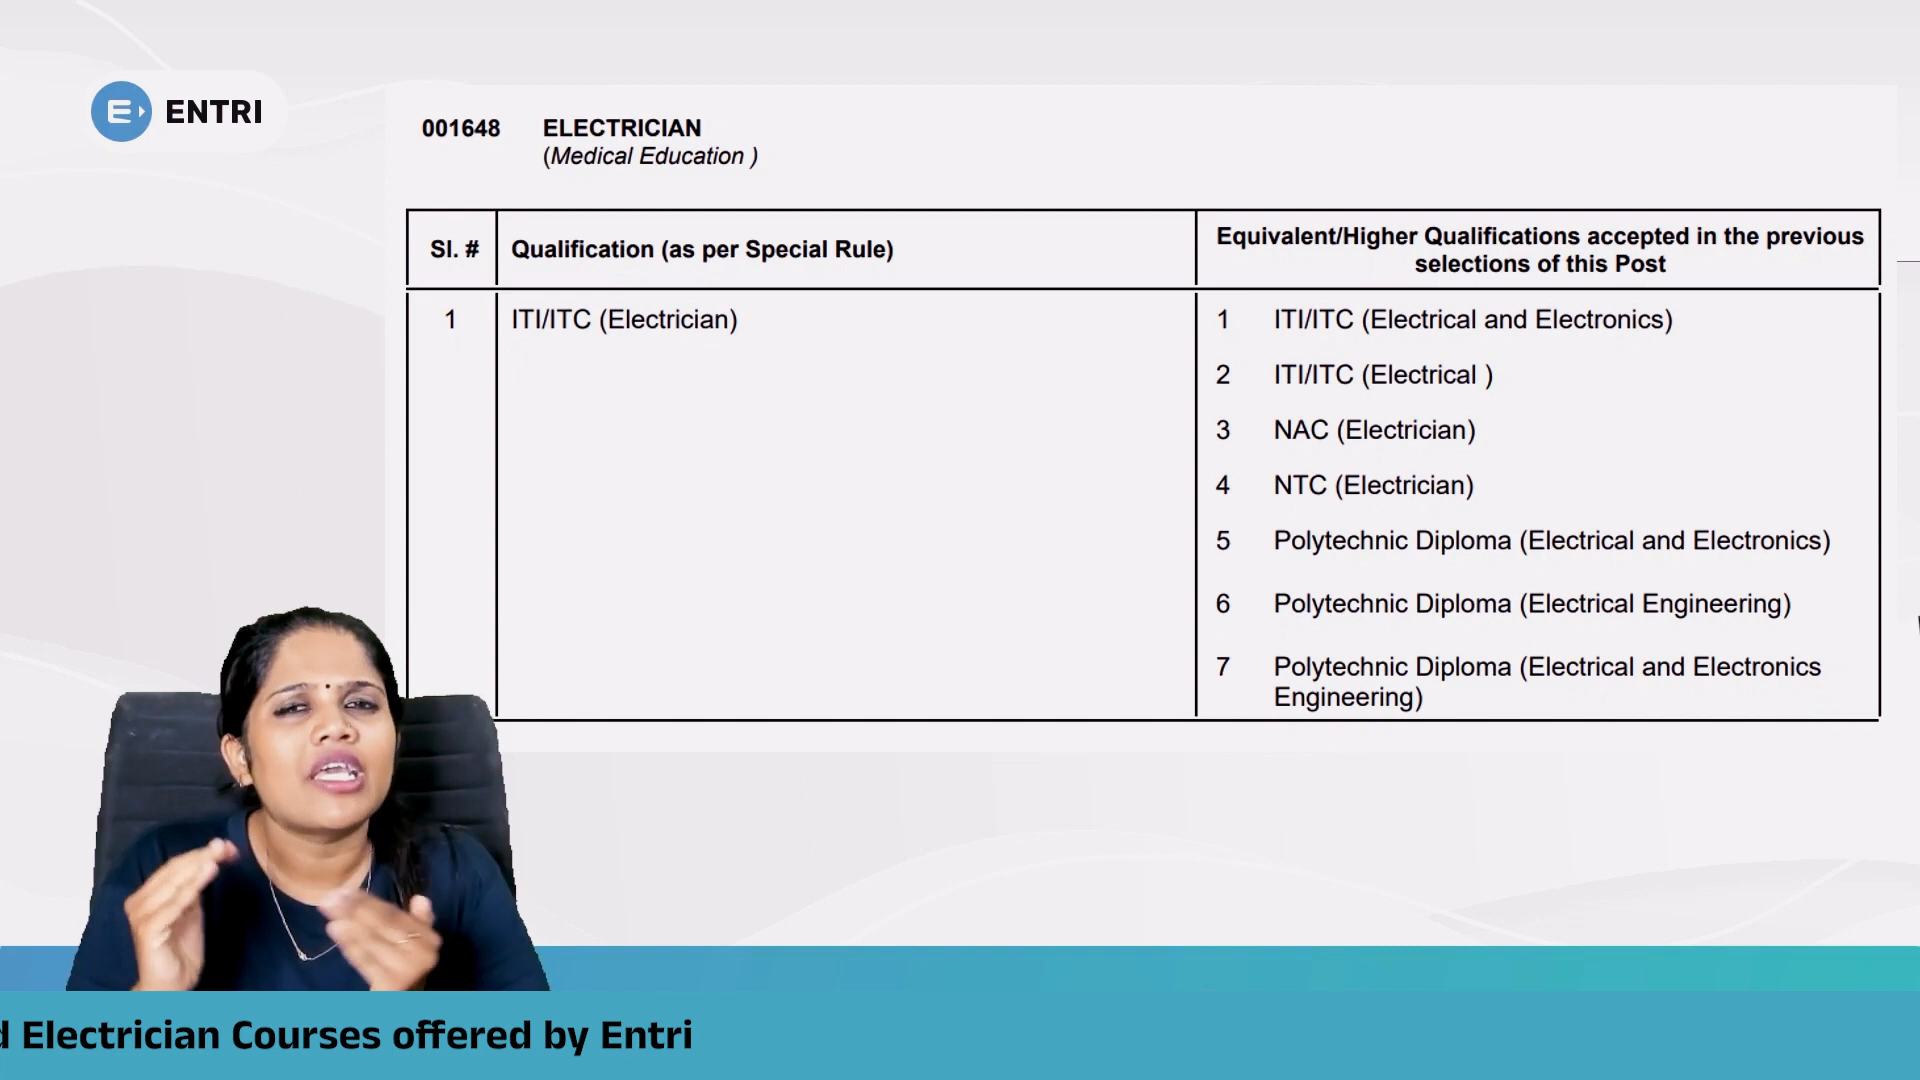 ENTRI
001648 ELECTRICIAN
(Medical Education )
Sl. # Qualification (as per Special Rule) Equivalent/Higher Qualifications accepted in the previous
selections of this Post
1 ITI/ITC (Electrician) 1 ITI/ITC (Electrical and Electronics)
2 ITI/ITC (Electrical )
3 NAC (Electrician)
4 NTC (Electrician)
5 Polytechnic Diploma (Electrical and Electronics)
6 Polytechnic Diploma (Electrical Engineering)
7 Polytechnic Diploma (Electrical and Electronics
Engineering)
Electrician Courses offered by Entri